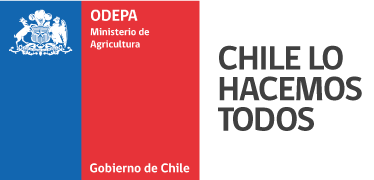 ODEPA
Ministerio de
Agricultura
Gobierno de Chile
CHILE LO
HACEMOS
TODOS